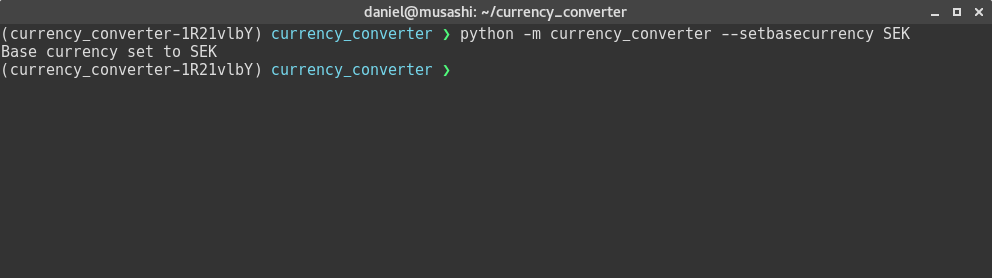 daniel@musashi: ~/currency_converter
(currency_converter-1R21vlbY) currency_converter ❯ python -m currency_converter --setbasecurrency SEK
Base currency set to SEK
(currency_converter-1R21vlbY) currency_converter ❯